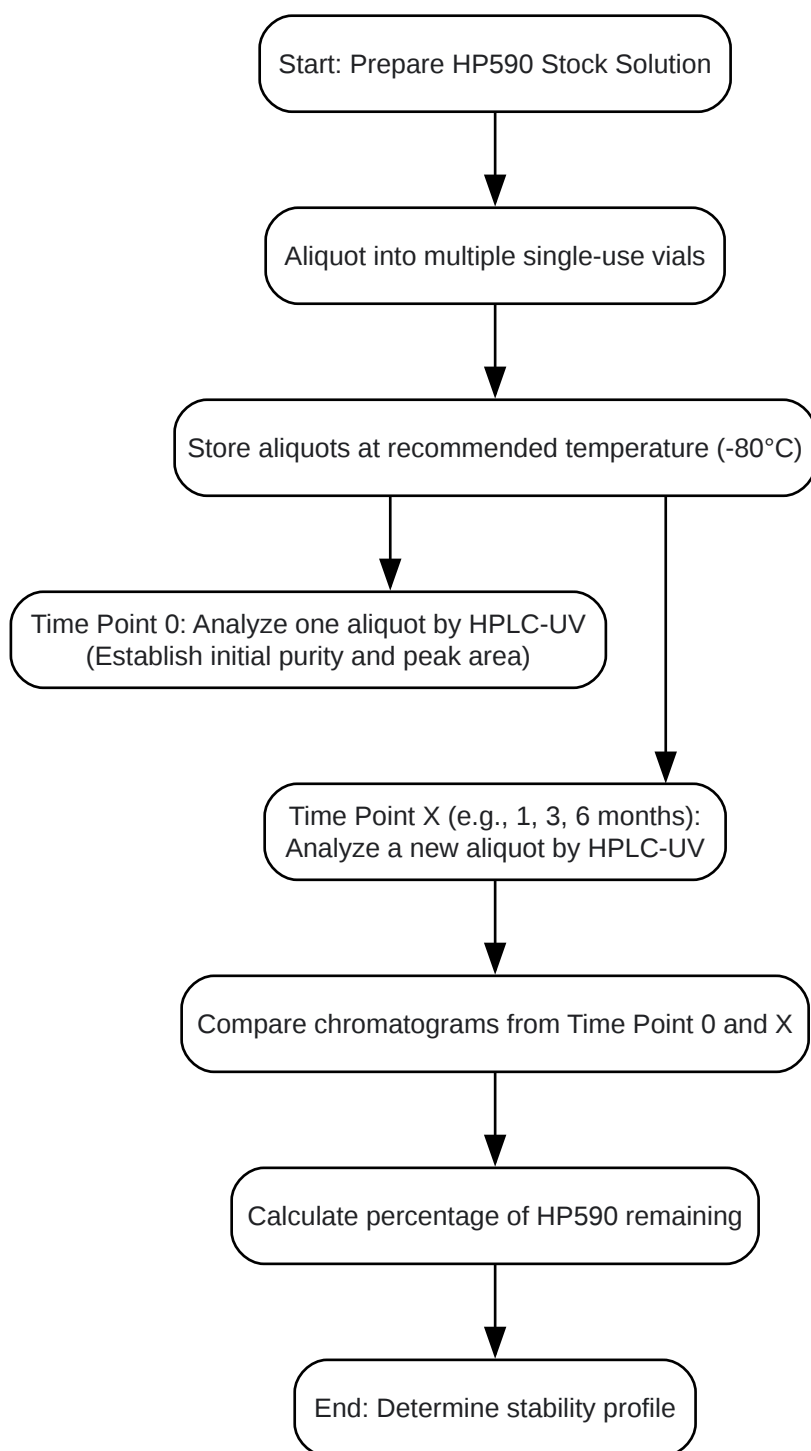 Start: Prepare HP590 Stock Solution
Aliquot into multiple single-use vials
Store aliquots at recommended temperature (-80°C)
Time Point 0: Analyze one aliquot by HPLC-UV
(Establish initial purity and peak area)
Time Point X (e.g., 1, 3, 6 months):
Analyze a new aliquot by HPLC-UV
Compare chromatograms from Time Point 0 and X
Calculate percentage of HP590 remaining
End: Determine stability profile